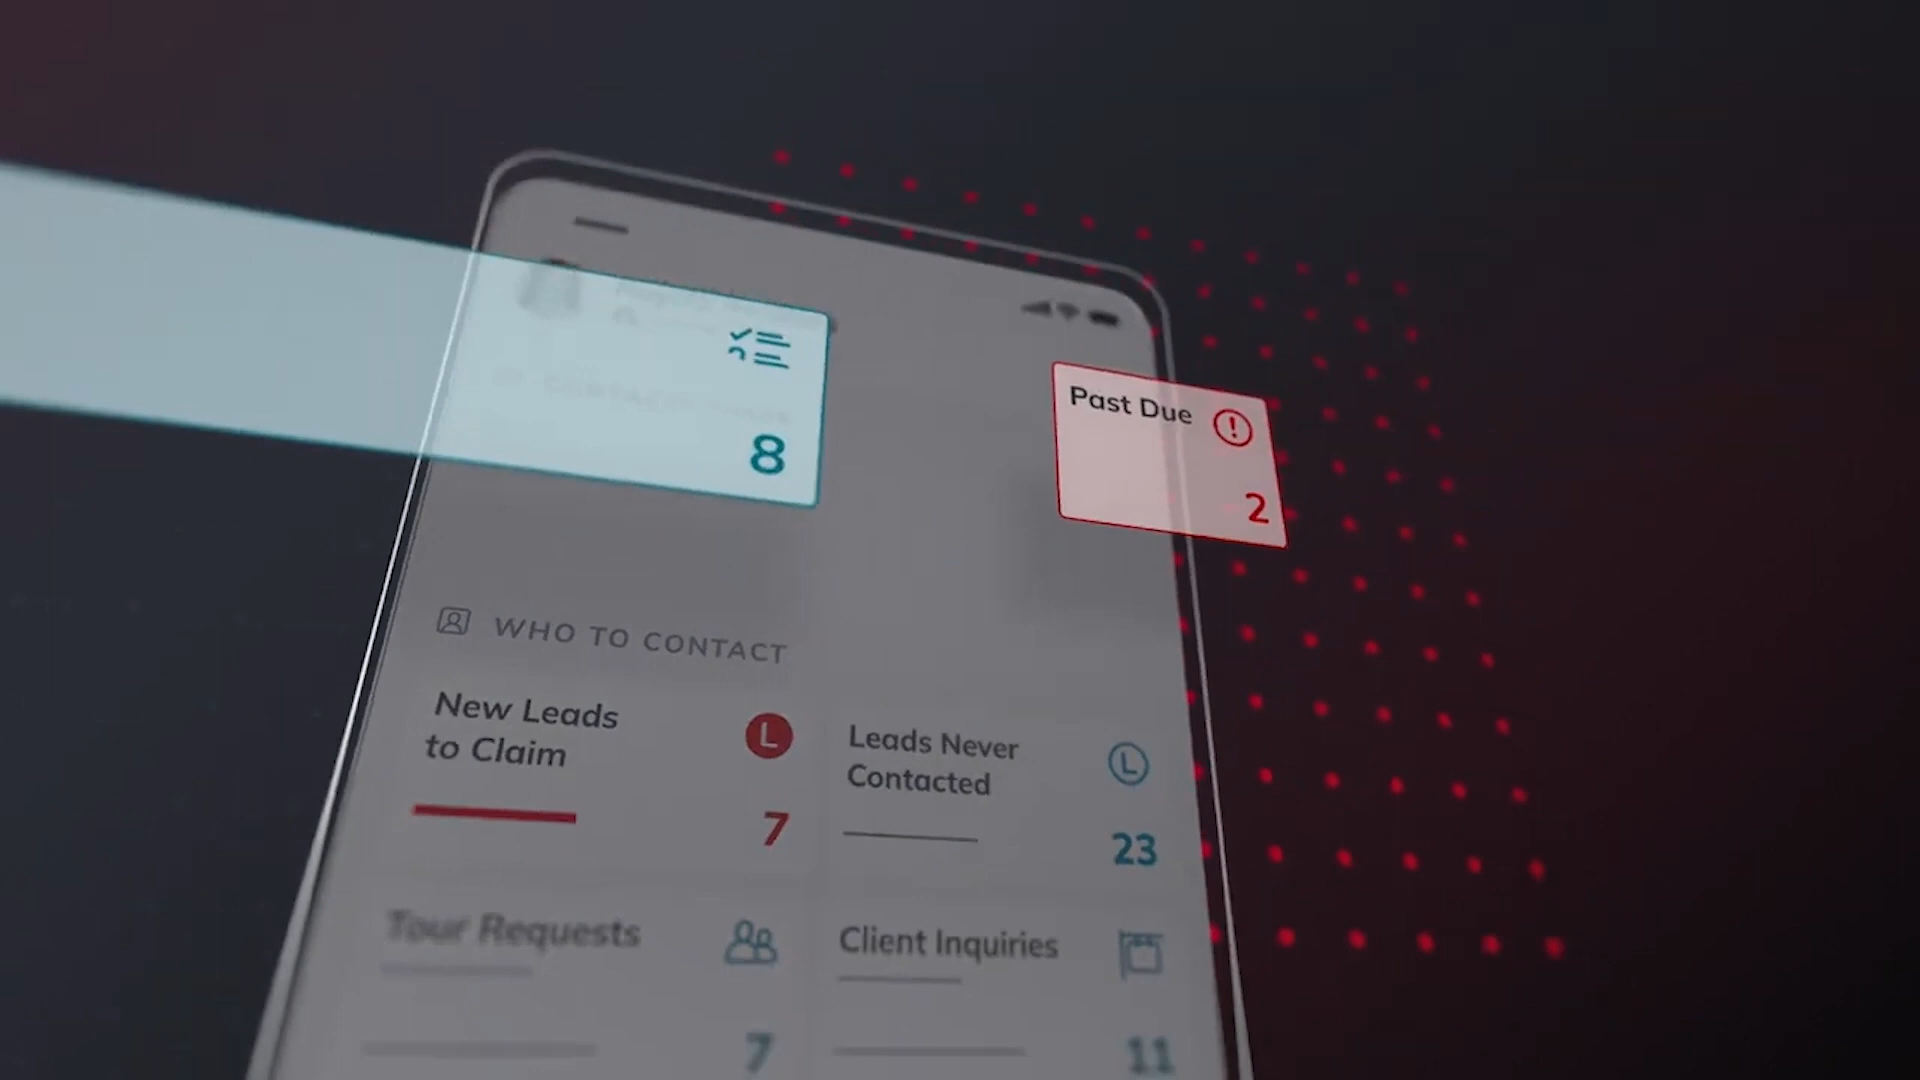 8
Past Due
2
WHO TO CONTACT
New Leads
to Claim
L
7
Leads Never
Contacted
L
23
Tour Requests
7
Client Inquiries
11